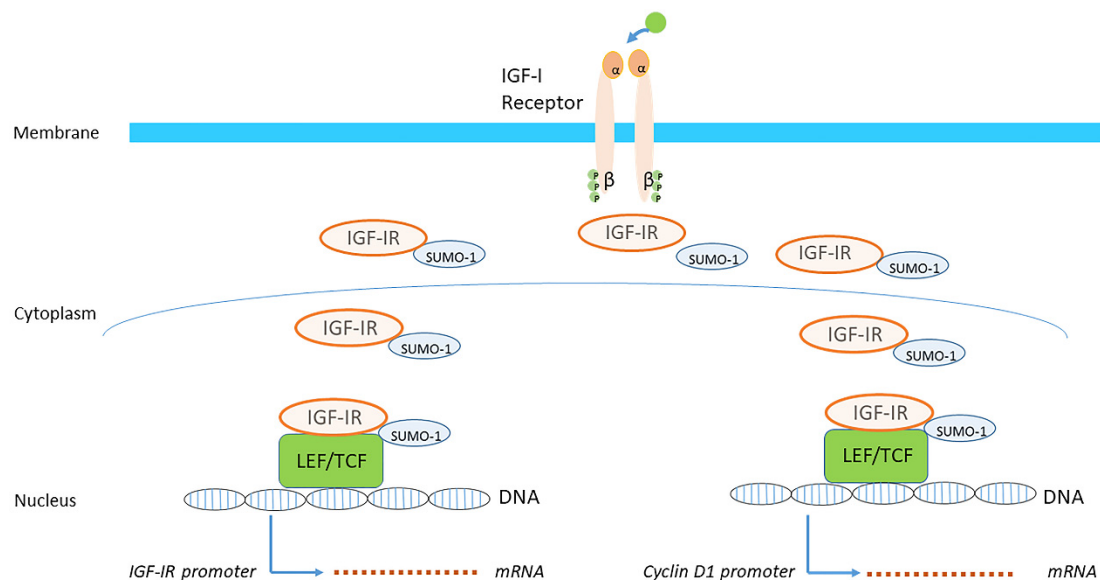 α α
IGF-I
Receptor
Membrane
β β
P P
P P
P P
IGF-IR
SUMO-1
IGF-IR
SUMO-1
IGF-IR
SUMO-1
Cytoplasm
IGF-IR
SUMO-1
IGF-IR
SUMO-1
IGF-IR
SUMO-1
LEF/TCF
IGF-IR
SUMO-1
LEF/TCF
Nucleus
DNA
DNA
IGF-IR promoter
mRNA
Cyclin D1 promoter
mRNA